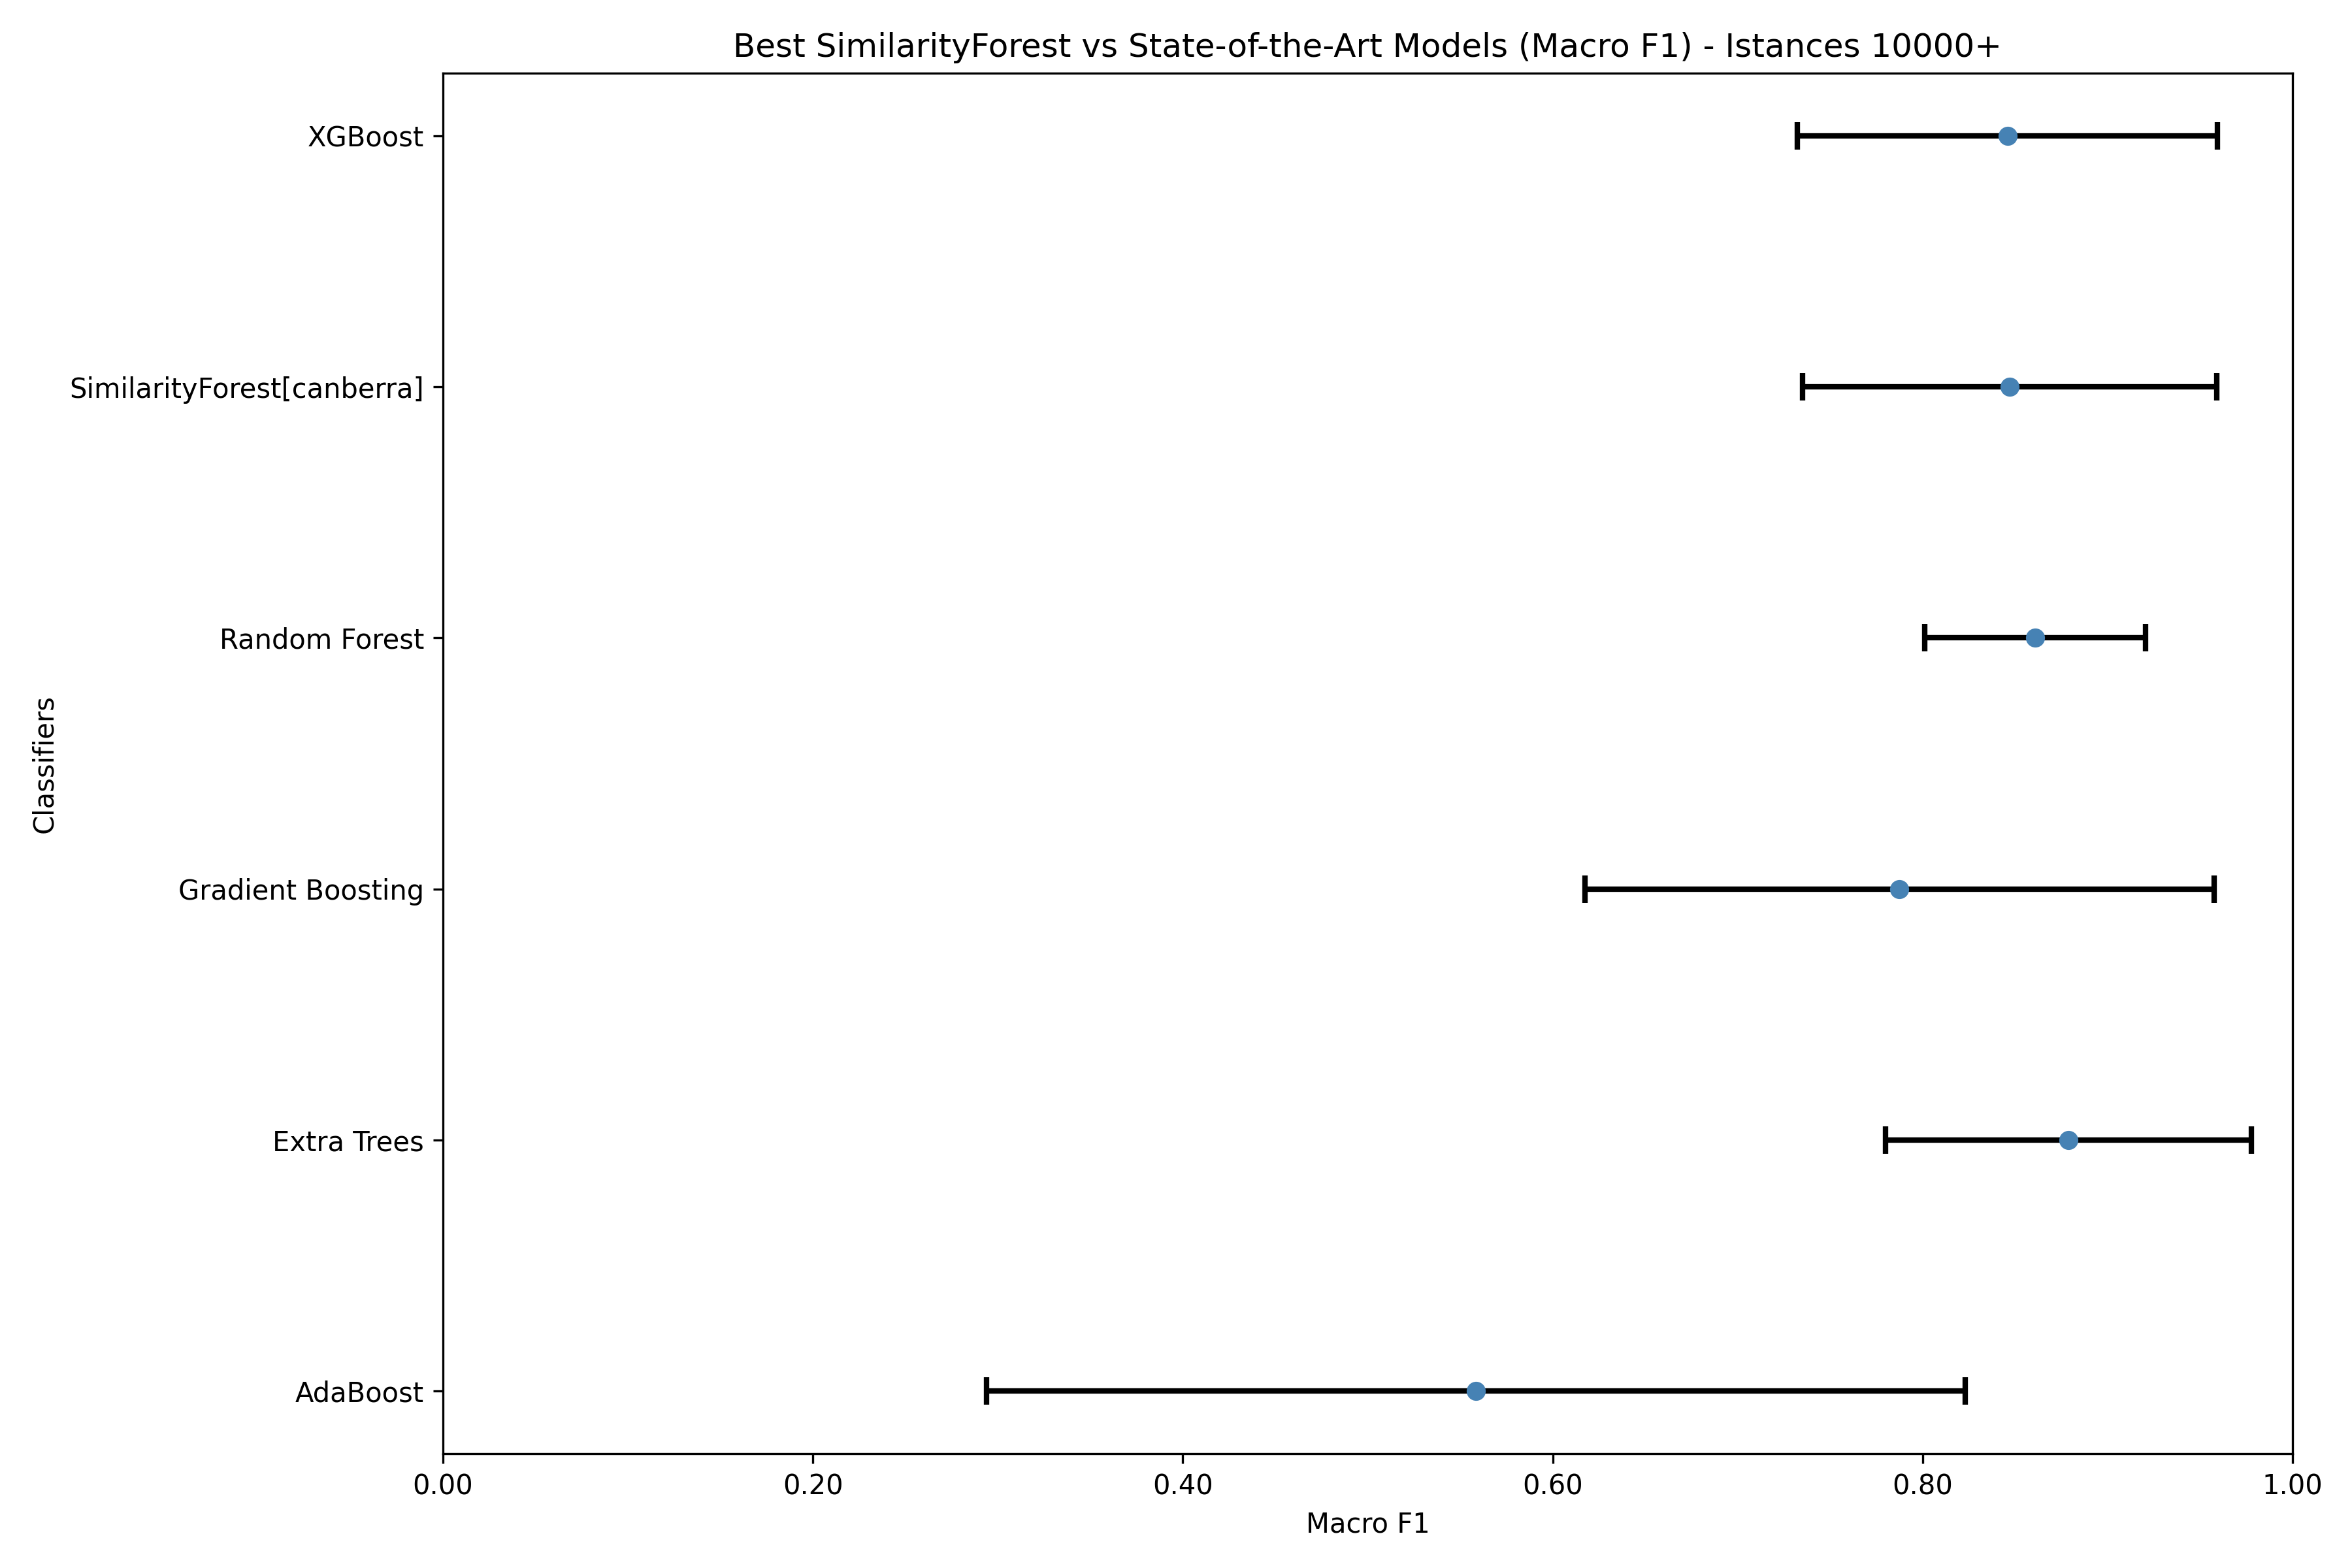 Best SimilarityForest vs State-of-the-Art Models (Macro F1) - Istances 10000+
XGBoost
SimilarityForest[canberra]
Random Forest
Gradient Boosting
Extra Trees
AdaBoost
Classifiers
0.00 0.20 0.40 0.60 0.80 1.00
Macro F1